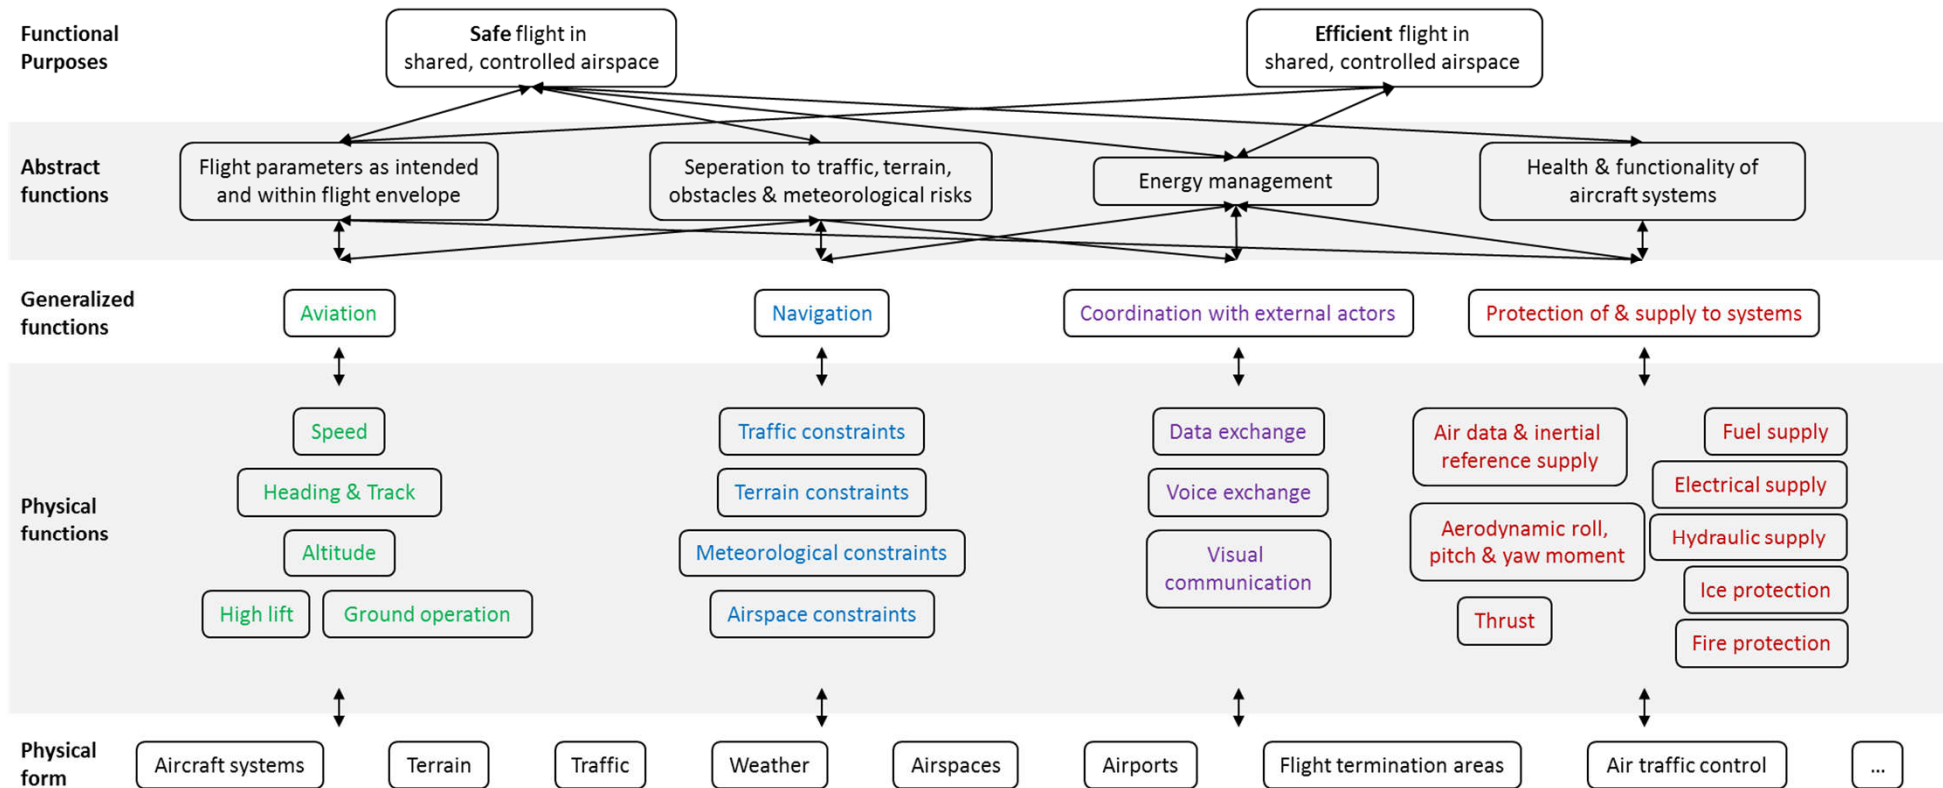 Functional
Purposes
Safe flight in
shared, controlled airspace
Efficient flight in
shared, controlled airspace
Abstract
functions
Flight parameters as intended
and within flight envelope
Seperation to traffic, terrain,
obstacles & meteorological risks
Energy management
Health & functionality of
aircraft systems
Generalized
functions
Aviation
Navigation
Coordination with external actors
Protection of & supply to systems
Physical
functions
Speed
Heading & Track
Altitude
High lift
Ground operation
Traffic constraints
Terrain constraints
Meteorological constraints
Airspace constraints
Data exchange
Voice exchange
Visual
communication
Air data & inertial
reference supply
Aerodynamic roll,
pitch & yaw moment
Thrust
Fuel supply
Electrical supply
Hydraulic supply
Ice protection
Fire protection
Physical
form
Aircraft systems
Terrain
Traffic
Weather
Airspaces
Airports
Flight termination areas
Air traffic control
...